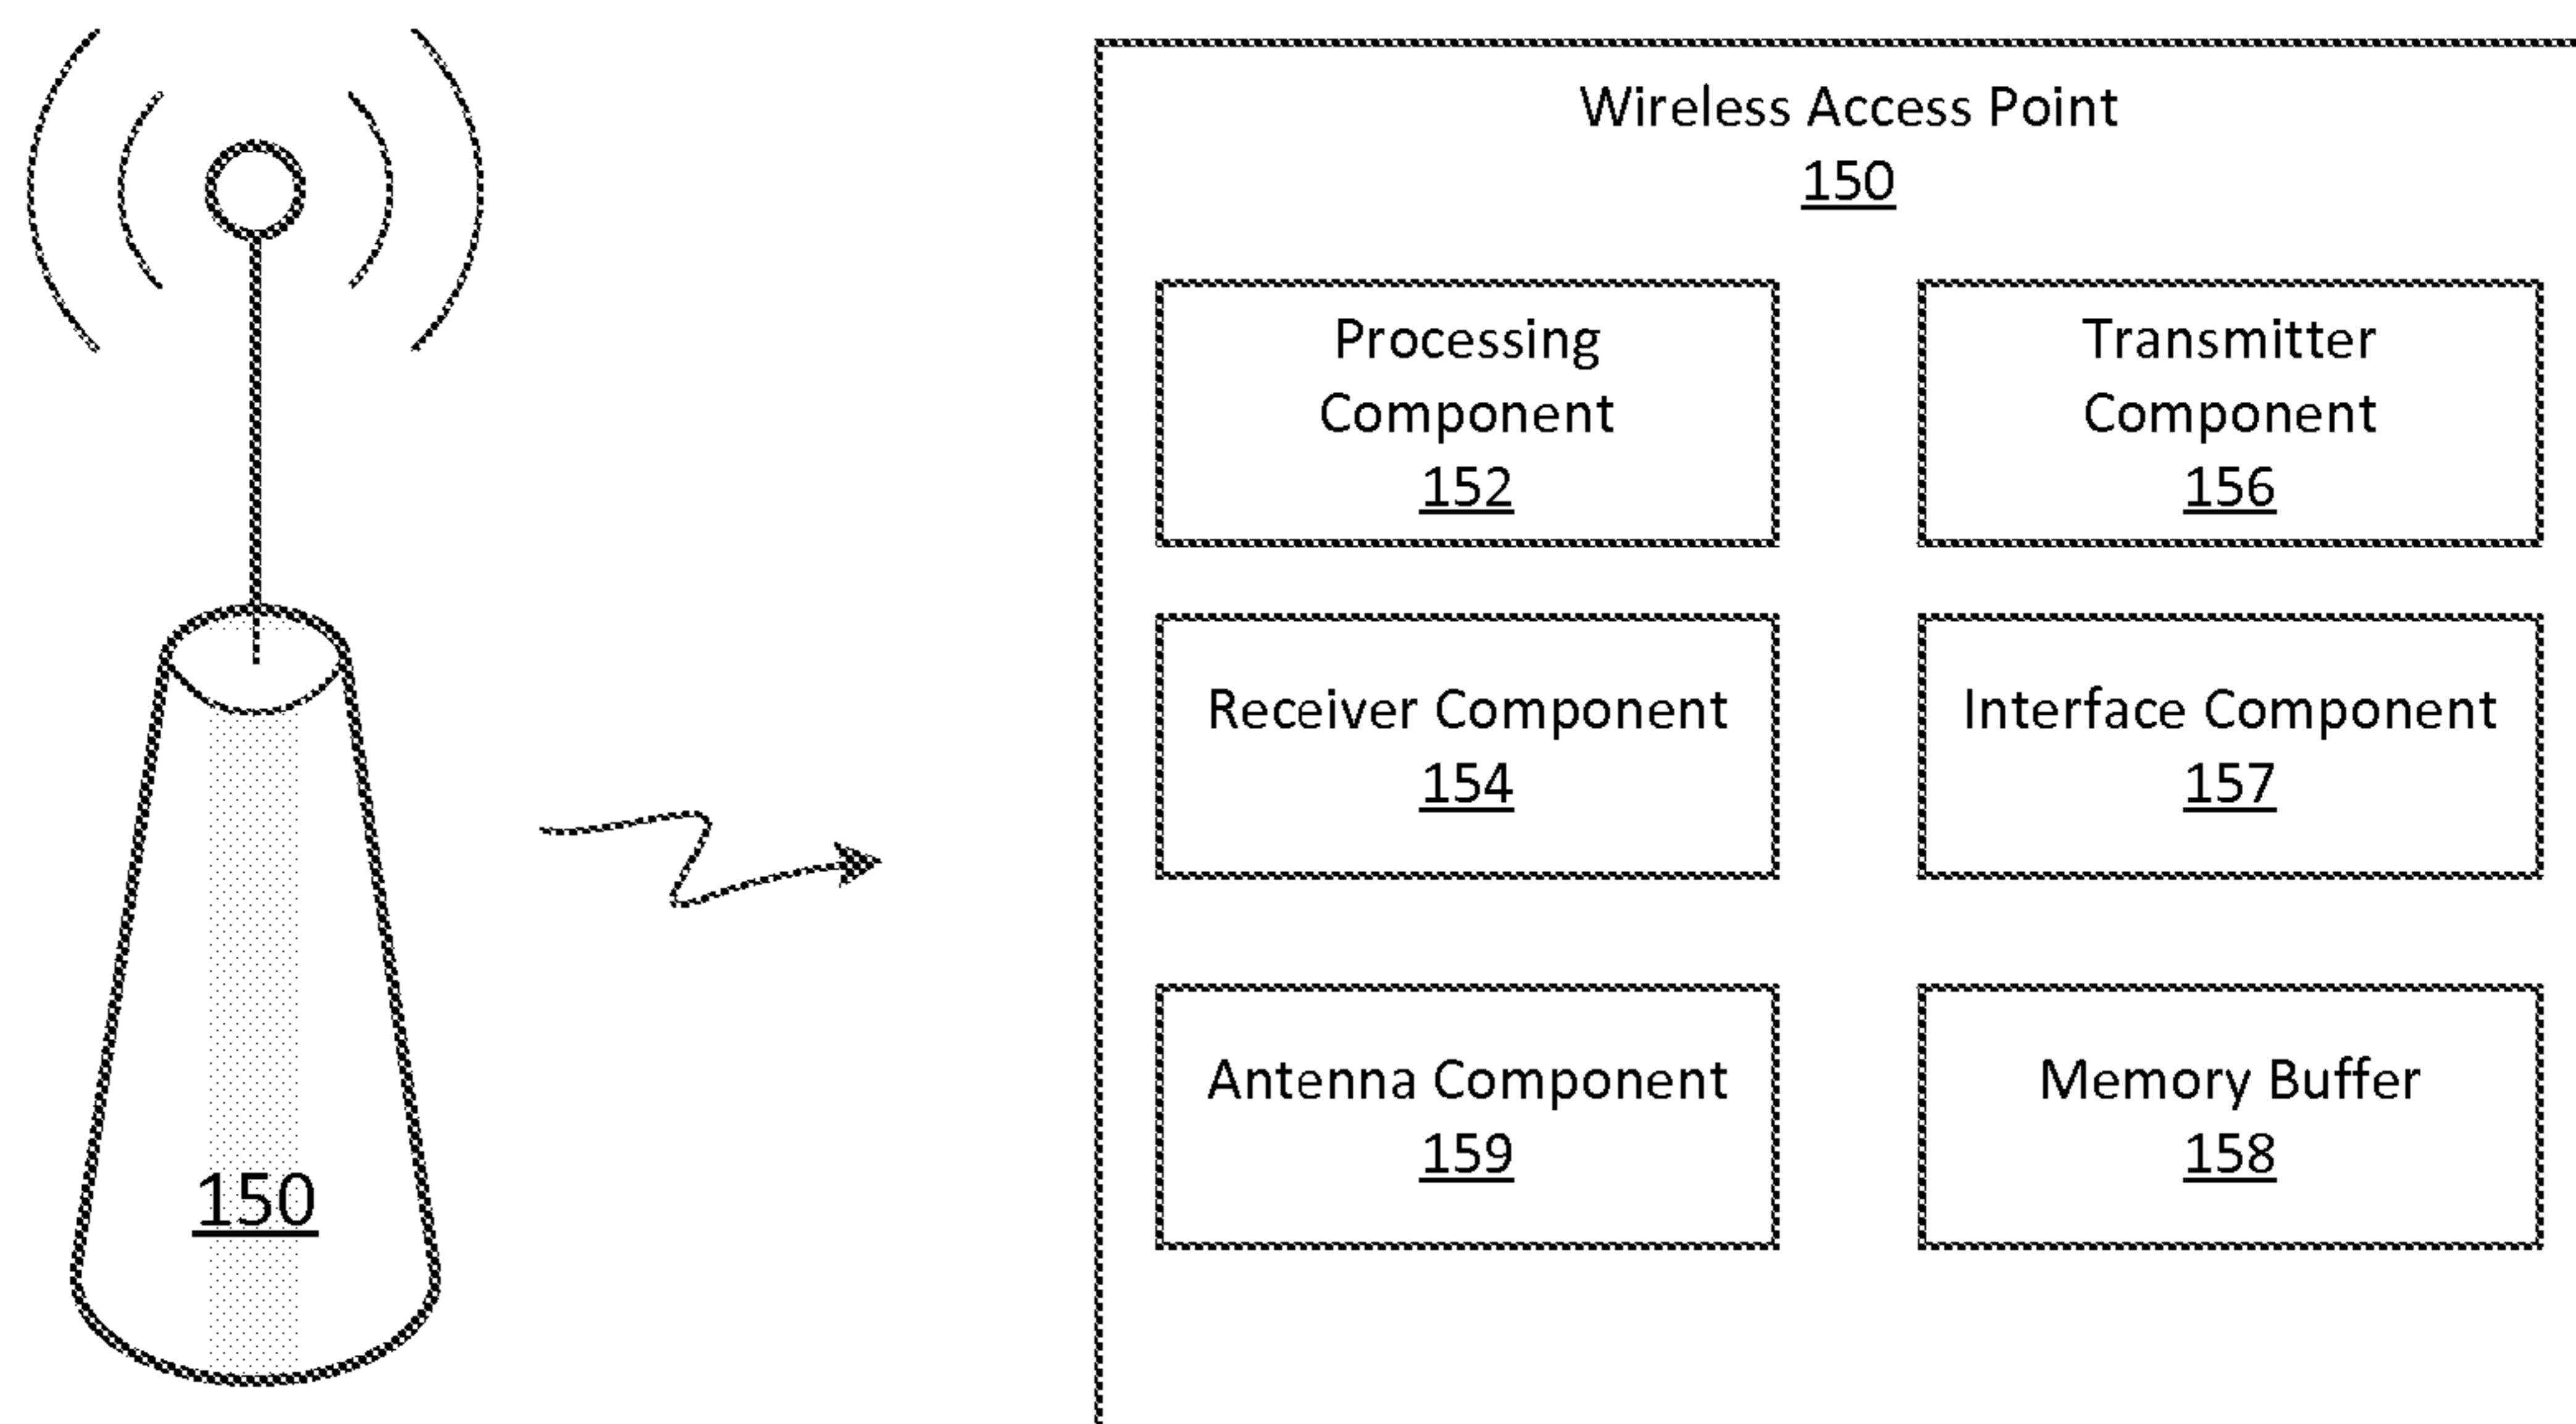 Wireless Access Point
150
Processing
Component
152
Transmitter
Component
156
Receiver Component
154
Interface Component
157
Antenna Component
159
Memory Buffer
158
150